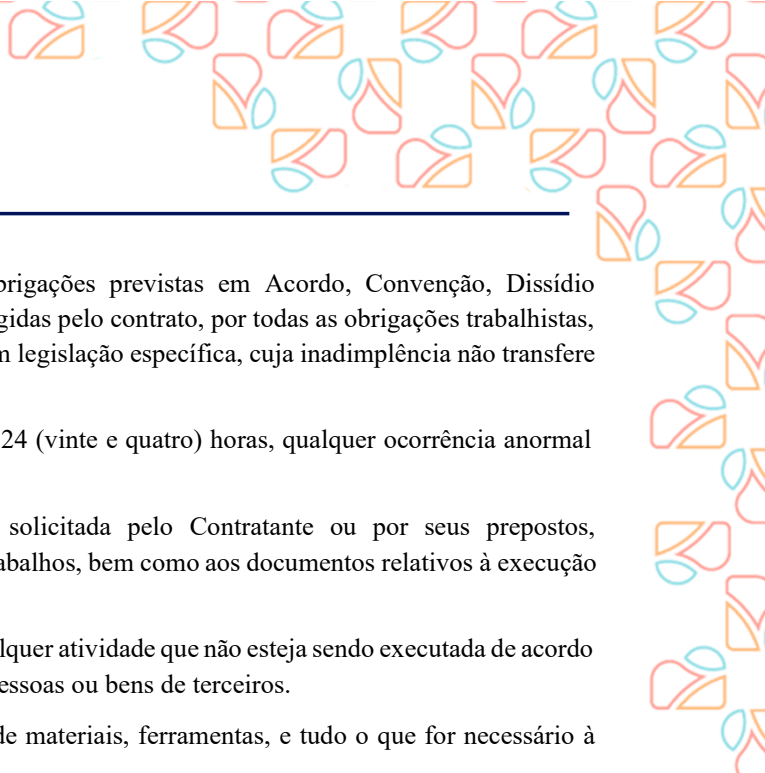 brigações previstas em Acordo, Convenção, Dissídio
gidas pelo contrato, por todas as obrigações trabalhistas,
legislação específica, cuja inadimplência não transfere
24 (vinte e quatro) horas, qualquer ocorrência anormal
solicitada pelo Contratante ou por seus prepostos,
abalhos, bem como aos documentos relativos à execução
lquer atividade que não esteja sendo executada de acordo
essoas ou bens de terceiros.
de materiais, ferramentas, e tudo o que for necessário à